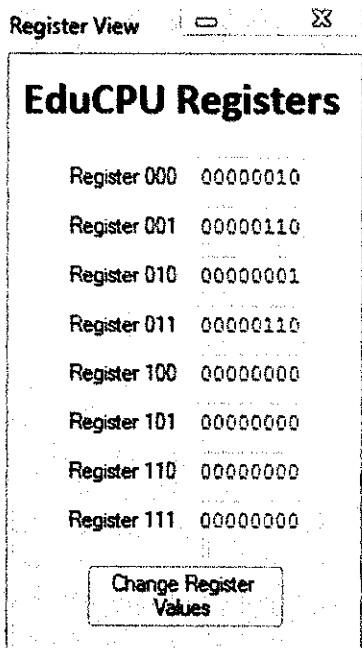 Register View
EduCPU Registers
Register 000 00000010
Register 001 00000110
Register 010 00000001
Register 011 00000110
Register 100 00000000
Register 101 00000000
Register 110 00000000
Register 111 00000000
Change Register
Values